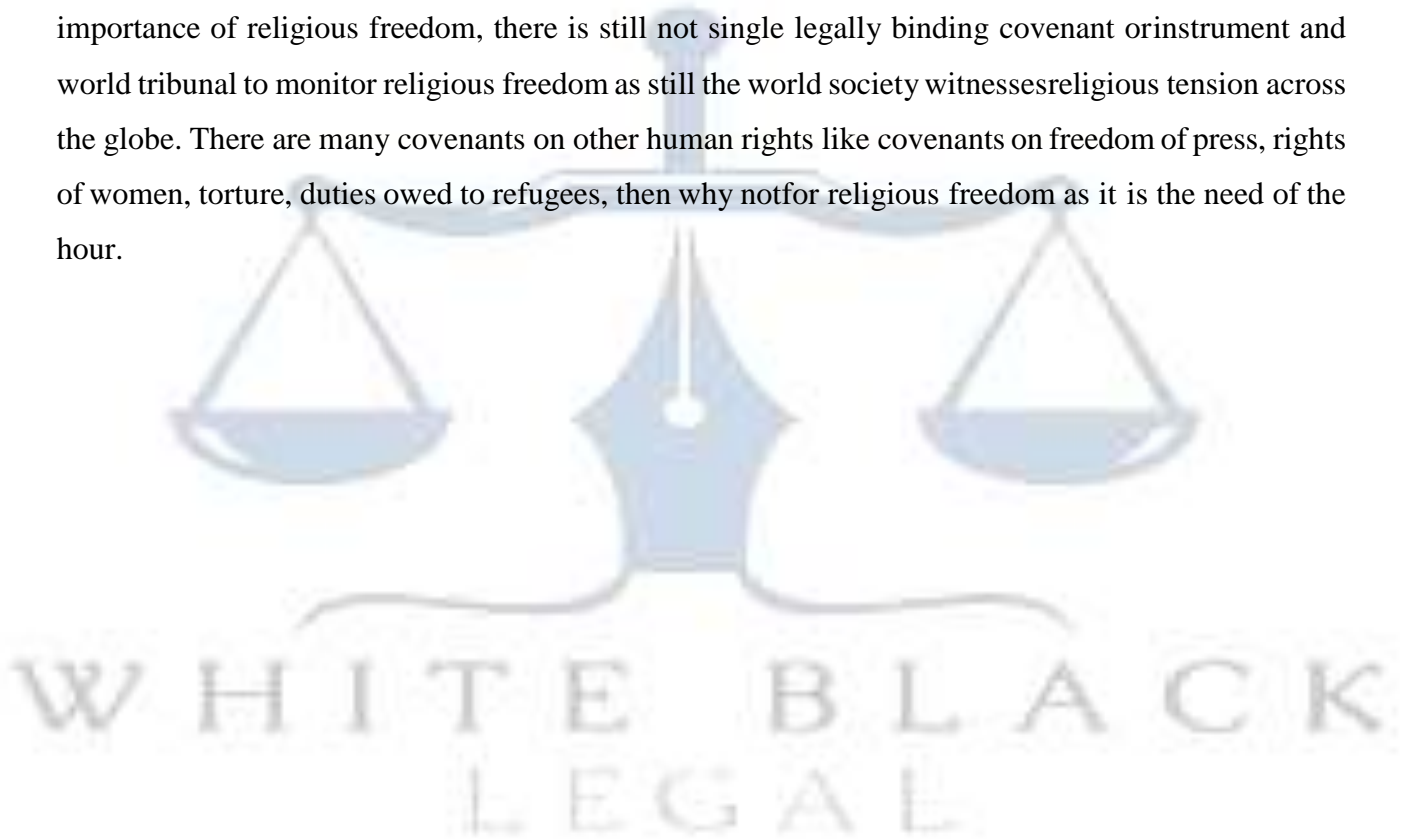 importance of religious freedom, there is still not single legally binding covenant orinstrument and
world tribunal to monitor religious freedom as still the world society witnessesreligious tension across
the globe. There are many covenants on other human rights like covenants on freedom of press, rights
of women, torture, duties owed to refugees, then why notfor religious freedom as it is the need of the
hour.
WHITE BLACK
LEGAL